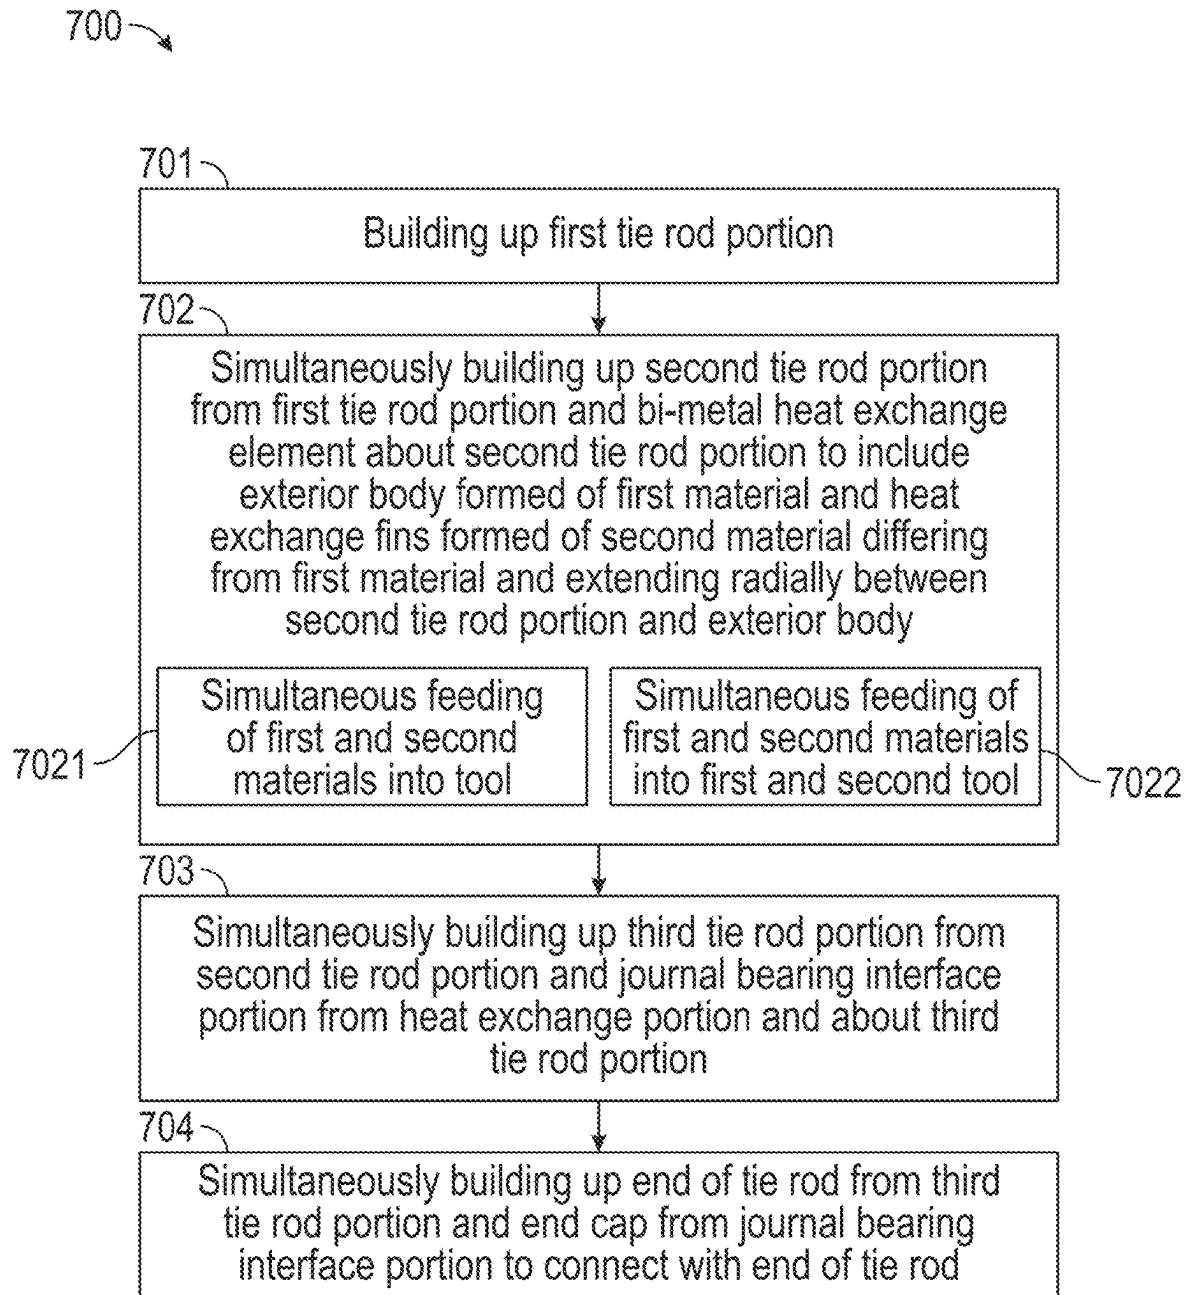 700
701
Building up first tie rod portion
702
Simultaneously building up second tie rod portion
from first tie rod portion and bi-metal heat exchange
element about second tie rod portion to include
exterior body formed of first material and heat
exchange fins formed of second material differing
from first material and extending radially between
second tie rod portion and exterior body
Simultaneous feeding
of first and second
materials into tool
7021
Simultaneous feeding of
first and second materials
into first and second tool
7022
703
Simultaneously building up third tie rod portion from
second tie rod portion and journal bearing interface
portion from heat exchange portion and about third
tie rod portion
704
Simultaneously building up end of tie rod from third
tie rod portion and end cap from journal bearing
interface portion to connect with end of tie rod